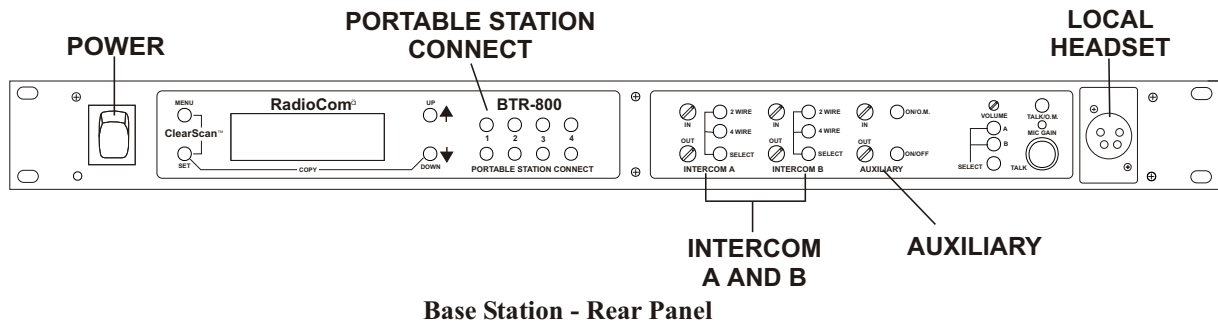 PORTABLE STATION
CONNECT
LOCAL
HEADSET
POWER
MENU
ClearScan™
SET
RadioCom
COPY
UP
DOWN
BTR-800
1 2 3 4
PORTABLE STATION CONNECT
IN
OUT
2 WIRE
4 WIRE
SELECT
INTERCOM A
IN
OUT
2 WIRE
4 WIRE
SELECT
INTERCOM B
IN
OUT
ON/O.M.
ON/OFF
AUXILIARY
VOLUME
A
B
SELECT
TALK/O.M.
MIC GAIN
TALK
INTERCOM
A AND B
AUXILIARY
Base Station - Rear Panel